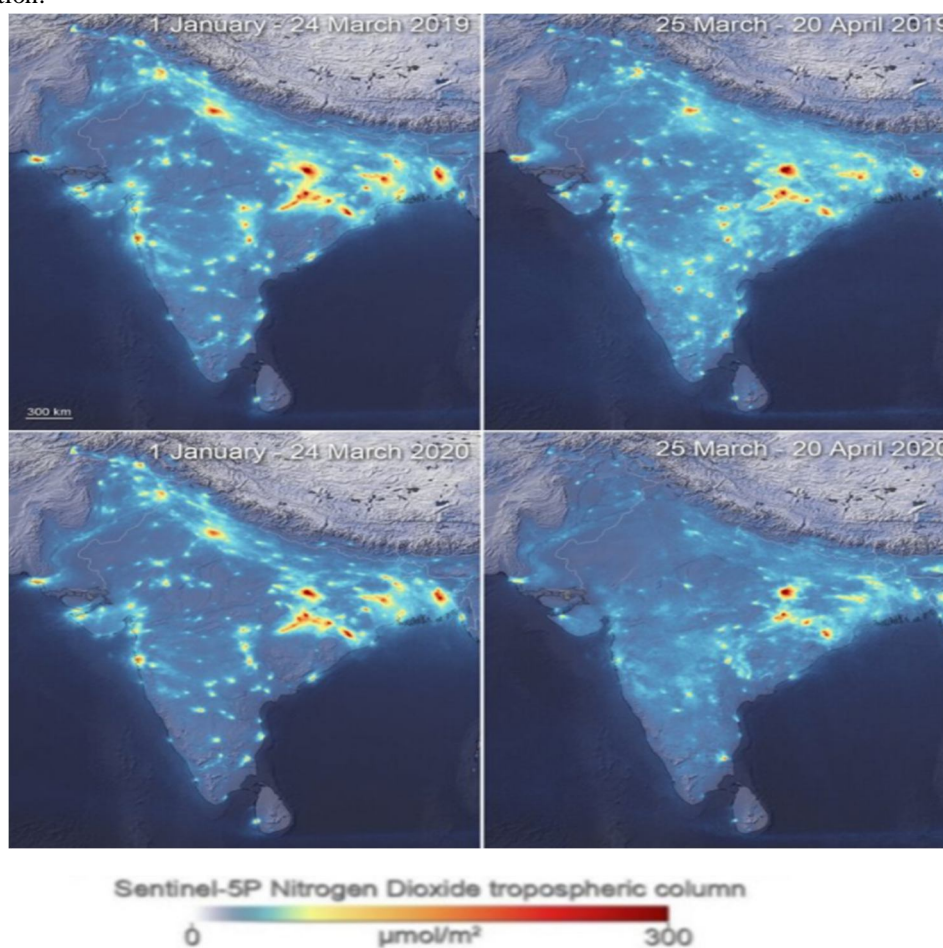 1 January - 24 March 2019
25 March - 20 April 2019
300 km
1 January - 24 March 2020
25 March - 20 April 2020
Sentinel-5P Nitrogen Dioxide tropospheric column
0 µmol/m² 300